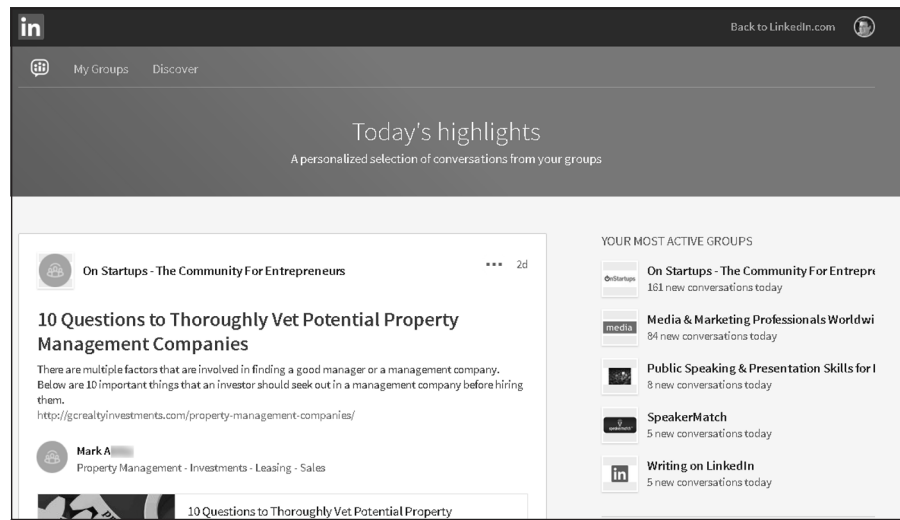 in
Back to LinkedIn.com
My Groups
Discover
Today's highlights
A personalized selection of conversations from your groups
On Startups - The Community For Entrepreneurs
2d
10 Questions to Thoroughly Vet Potential Property
Management Companies
There are multiple factors that are involved in finding a good manager or a management company.
Below are 10 important things that an investor should seek out in a management company before hiring
them.
http://gcrealtyinvestments.com/property-management-companies/
Mark A
Property Management - Investments - Leasing - Sales
10 Questions to Thoroughly Vet Potential Property
YOUR MOST ACTIVE GROUPS
OnStartups
On Startups - The Community For Entrepre
161 new conversations today
media
Media & Marketing Professionals Worldwi
84 new conversations today
Public Speaking & Presentation Skills for
8 new conversations today
SpeakerMatch
5 new conversations today
in
Writing on LinkedIn
5 new conversations today